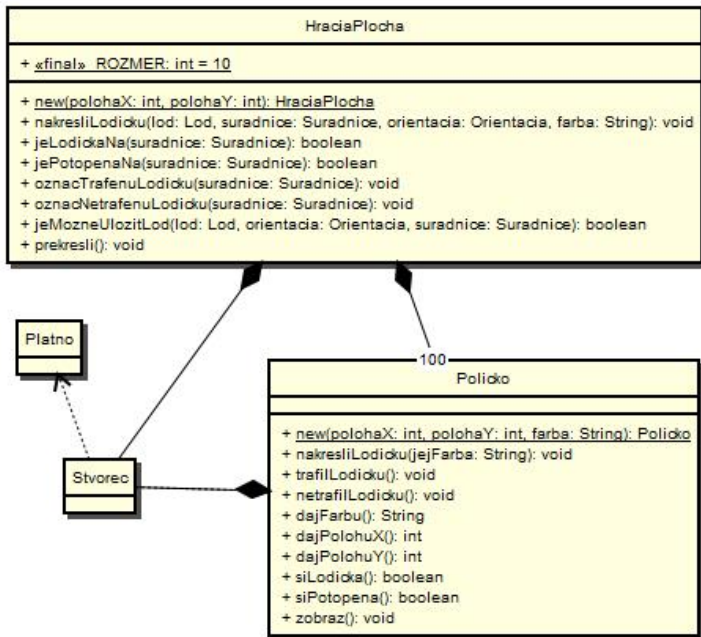 HraciaPlocha
+ «final» ROZMER: int = 10
+ new(polohaX: int, polohaY: int): HraciaPlocha
+ nakresliLodicku(lod: Lod, suradnice: Suradnice, orientacia: Orientacia, farba: String): void
+ jeLodickaNa(suradnice: Suradnice): boolean
+ jePotopenaNa(suradnice: Suradnice): boolean
+ oznacTrafenuLodicku(suradnice: Suradnice): void
+ oznacNetrafenuLodicku(suradnice: Suradnice): void
+ jeMozneUlozitLod(lod: Lod, orientacia: Orientacia, suradnice: Suradnice): boolean
+ prekresli(): void
Platno
100
Policko
Stvorec
+ new(polohaX: int, polohaY: int, farba: String): Policko
+ nakresliLodicku(jejFarba: String): void
+ trafilLodicku(): void
+ netrafilLodicku(): void
+ dajFarbu(): String
+ dajPolohuX(): int
+ dajPolohuY(): int
+ siLodicka(): boolean
+ siPotopena(): boolean
+ zobraz(): void